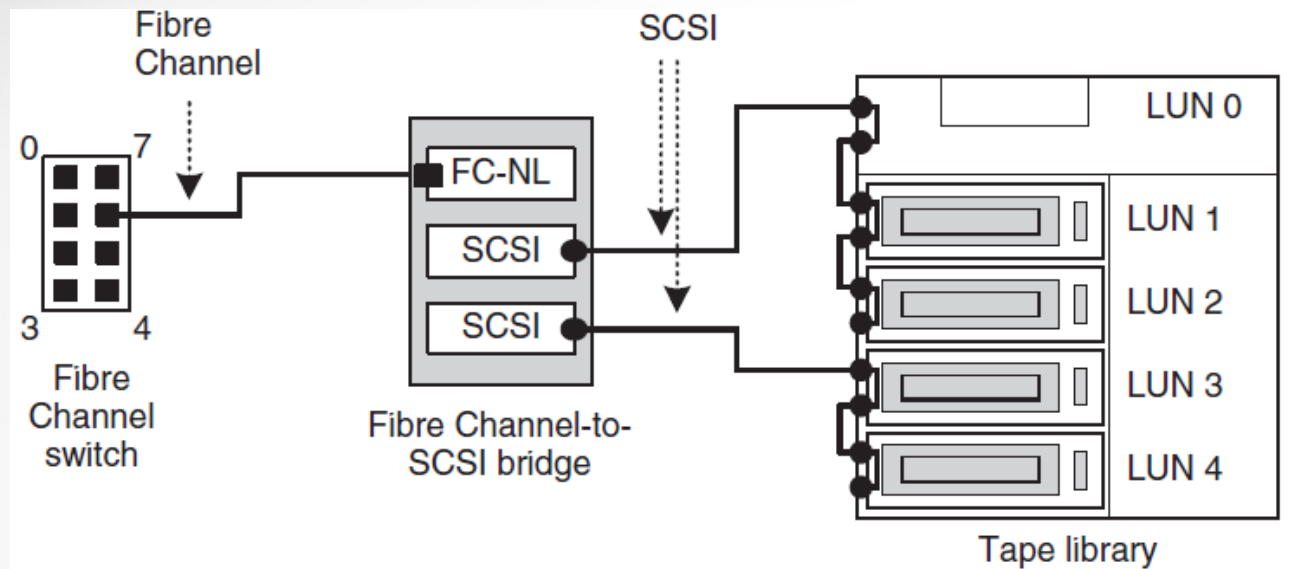 Fibre
Channel
SCSI
0
7
3
4
Fibre
Channel
switch
FC-NL
SCSI
SCSI
Fibre Channel-to-
SCSI bridge
LUN 0
LUN 1
LUN 2
LUN 3
LUN 4
Tape library